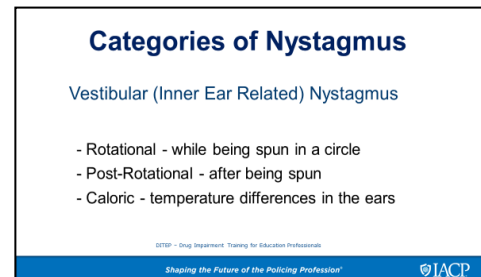 Categories of Nystagmus
Vestibular (Inner Ear Related) Nystagmus
- Rotational - while being spun in a circle
- Post-Rotational - after being spun
- Caloric - temperature differences in the ears
DITEP – Drug Impairment Training for Education Professionals
Shaping the Future of the Policing Profession®
IACP